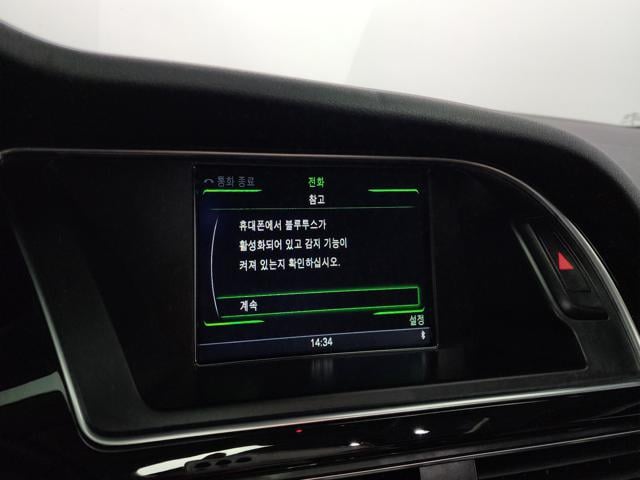 통화 종료 전화
참고
휴대폰에서 블루투스가
활성화되어 있고 감지 기능이
켜져 있는지 확인하십시오.
계속
설정
14:34